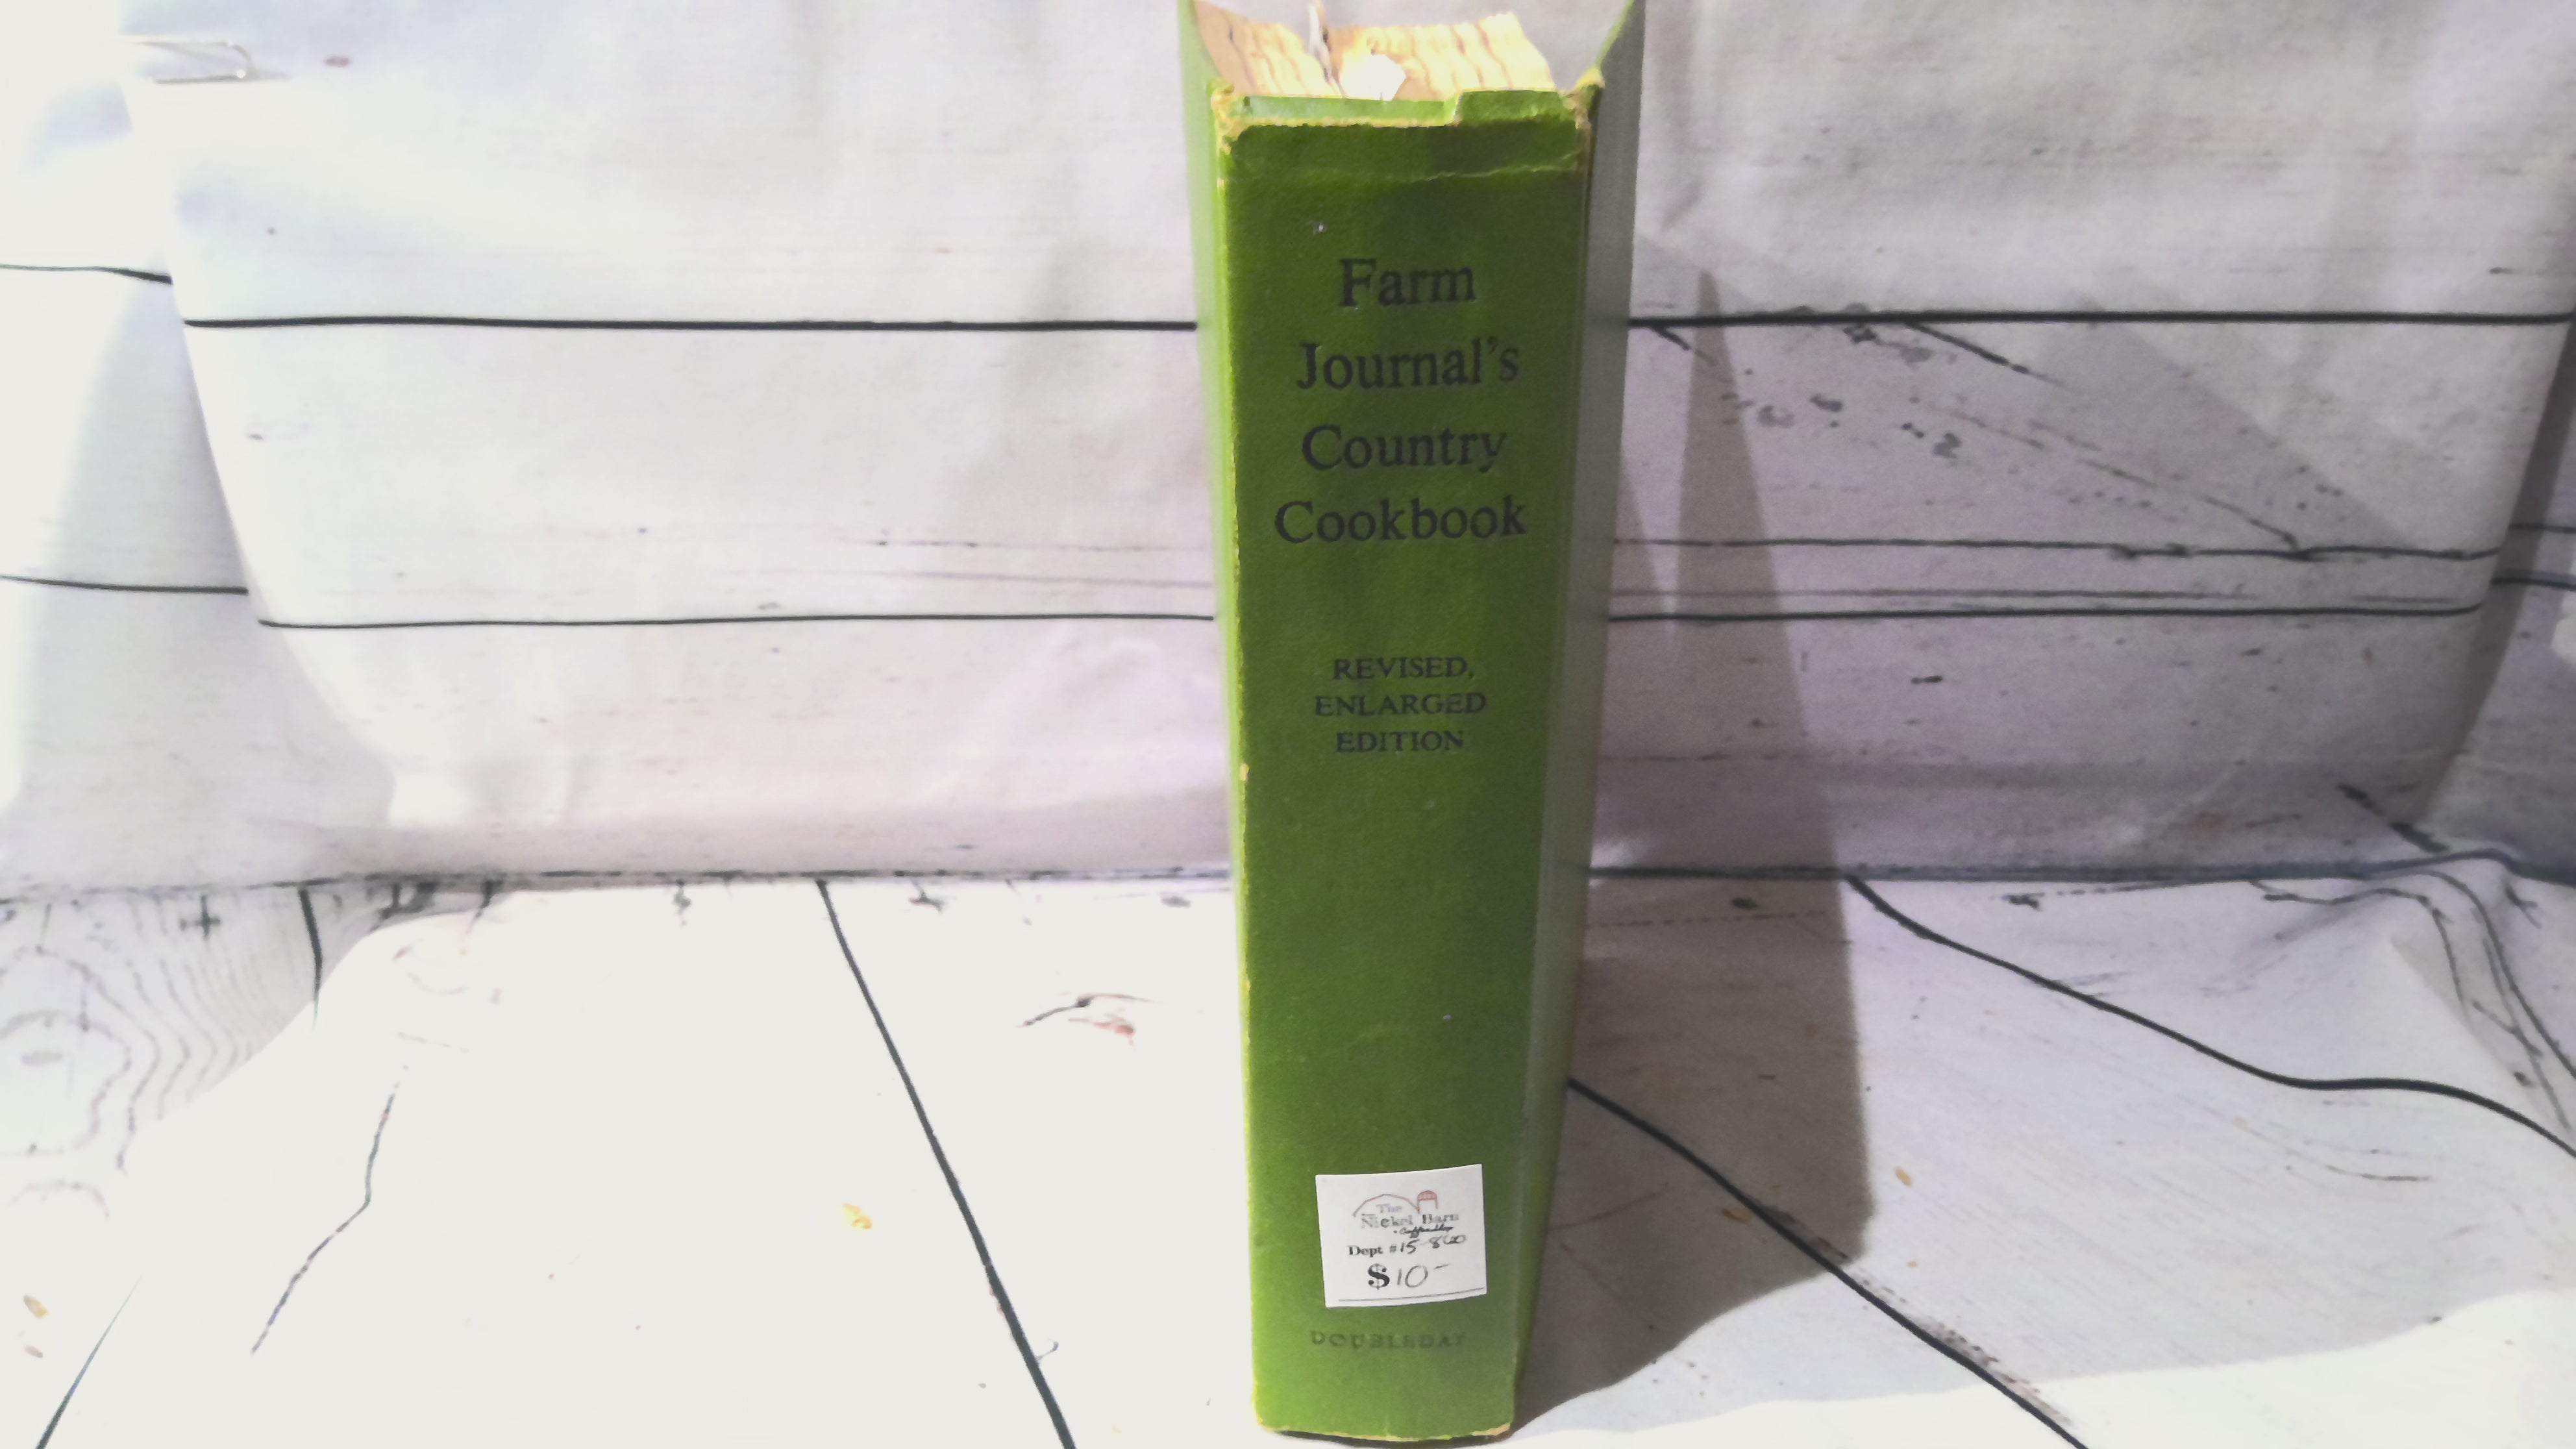 Farm
Journal's
Country
Cookbook
REVISED,
ENLARGED
EDITION
The
Nickel Barn
Dept #15-860
$10-
DOUBLEDAY